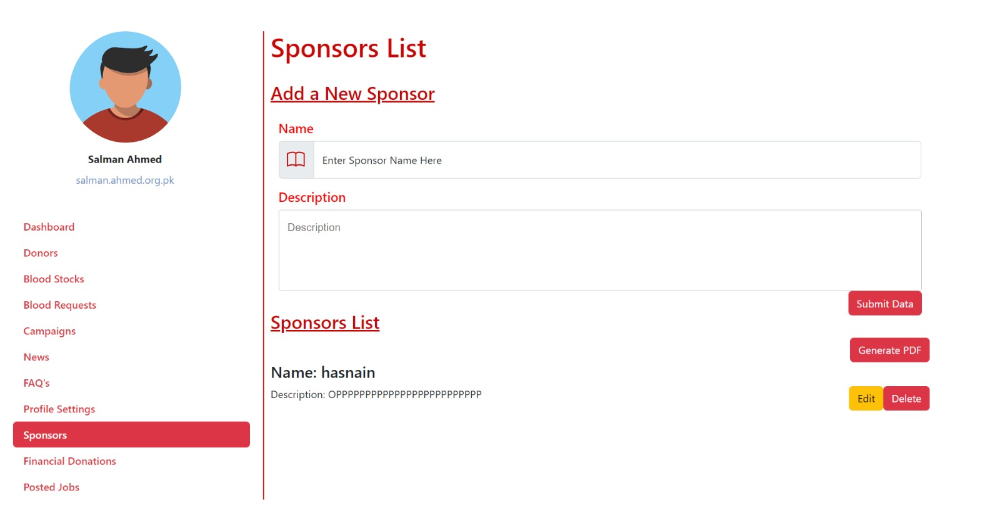 Salman Ahmed
salman.ahmed.org.pk
Dashboard
Donors
Blood Stocks
Blood Requests
Campaigns
News
FAQ's
Profile Settings
Sponsors
Financial Donations
Posted Jobs
Sponsors List
Add a New Sponsor
Name
Enter Sponsor Name Here
Description
Description
Submit Data
Sponsors List
Generate PDF
Name: hasnain
Description: OPPPPPPPPPPPPPPPPPPPPPPPPP
Edit Delete